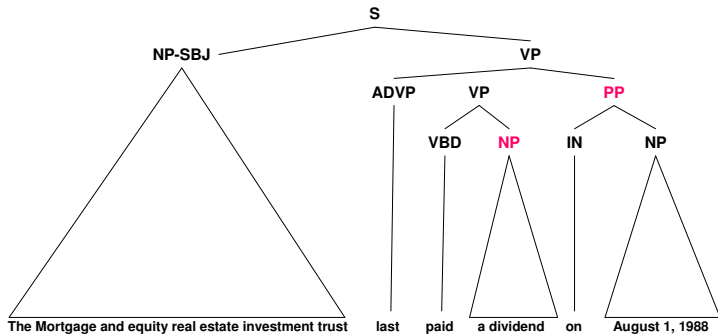 S
NP-SBJ VP
ADVP VP PP
VBD NP IN NP
The Mortgage and equity real estate investment trust last paid a dividend on August 1, 1988